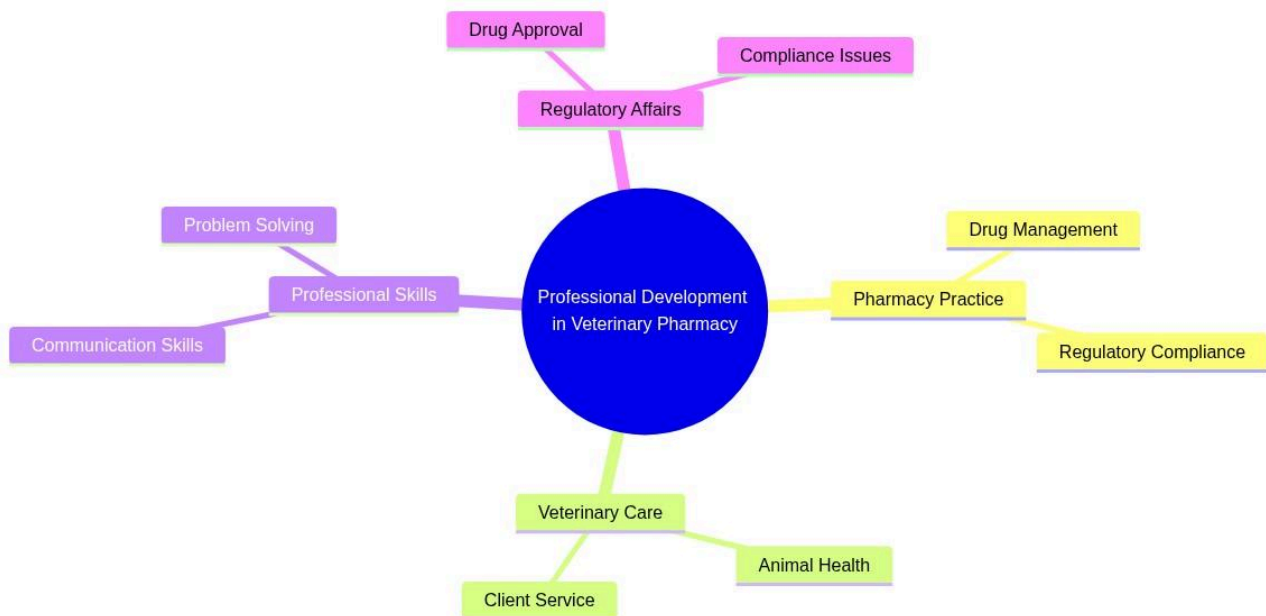 Drug Approval
Compliance Issues
Regulatory Affairs
Problem Solving
Drug Management
Professional Skills
Professional Development
in Veterinary Pharmacy
Pharmacy Practice
Communication Skills
Regulatory Compliance
Veterinary Care
Animal Health
Client Service